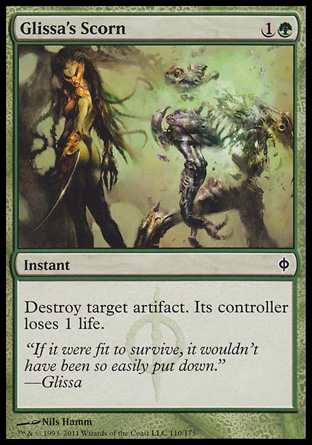 Glissa's Scorn 1
Instant
Destroy target artifact. Its controller
loses 1 life.
"If it were fit to survive, it wouldn't
have been so easily put down."
—Glissa
Nils Hamm
™ & © 1993–2011 Wizards of the Coast LLC 110/175